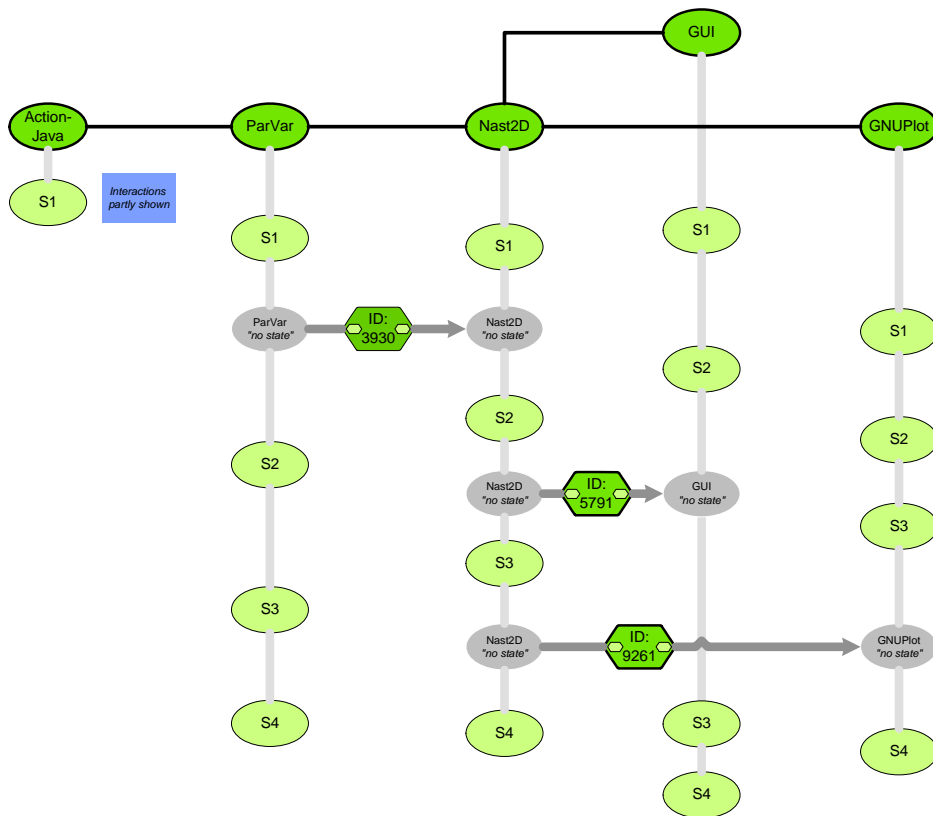 GUI
Action-
Java
ParVar
Nast2D
GNUPlot
S1
Interactions
partly shown
S1
S1
S1
ParVar
"no state"
ID:
3930
Nast2D
"no state"
S1
S2
S2
S2
S2
Nast2D
"no state"
ID:
5791
GUI
"no state"
S3
S3
S3
Nast2D
"no state"
ID:
9261
GNUPlot
"no state"
S4
S4
S3
S4
S4